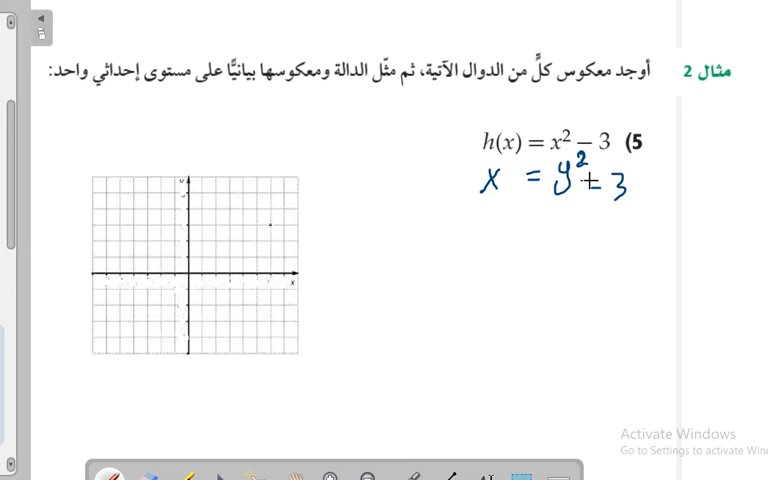 مثال 2 أوجد معكوس كلٍّ من الدوال الآتية، ثم مثّل الدالة ومعكوسها بيانيًّا على مستوى إحداثي واحد:
(5 h(x) = x² − 3
x = y² - 3
x
Activate Windows
Go to Settings to activate Win